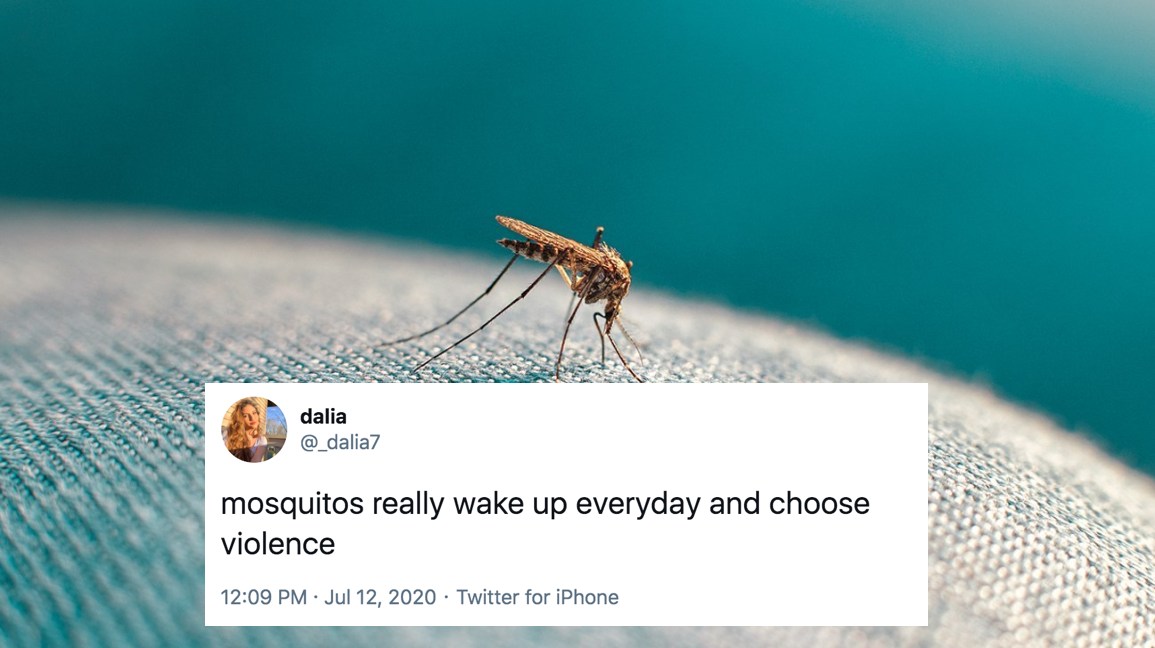 dalia
@_dalia7
mosquitos really wake up everyday and choose
violence
12:09 PM · Jul 12, 2020 · Twitter for iPhone